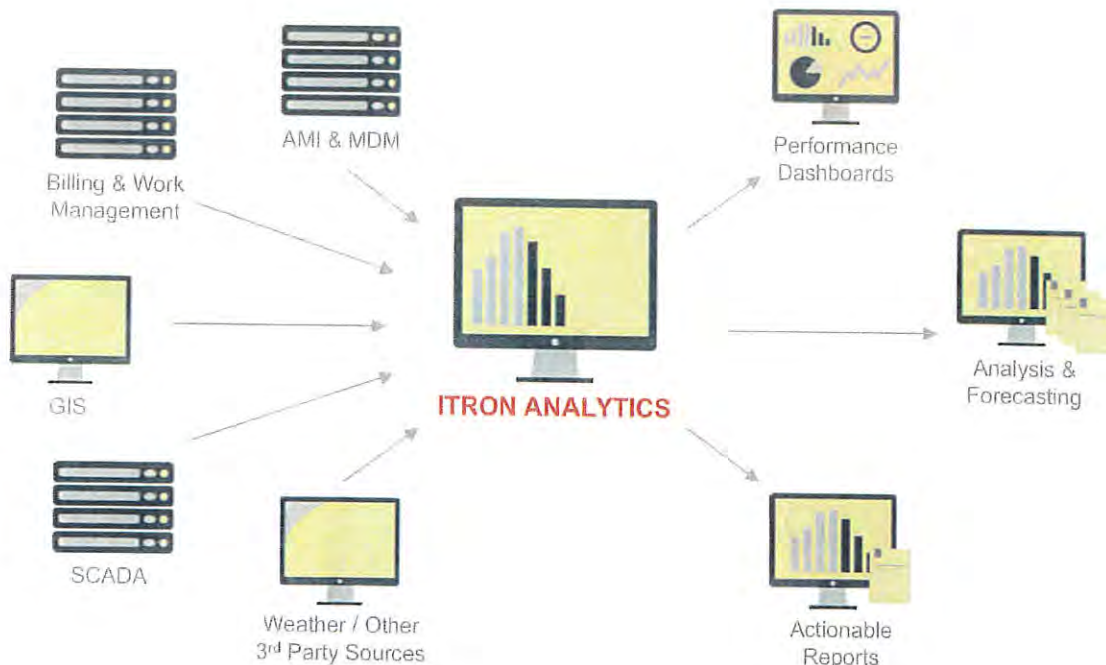 AMI & MDM
Billing & Work
Management
GIS
SCADA
Weather / Other
3rd Party Sources
ITRON ANALYTICS
Performance
Dashboards
Analysis &
Forecasting
Actionable
Reports